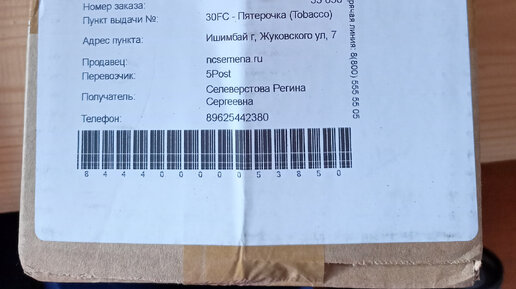 Номер заказа:
Пункт выдачи №: 30FC - Пятерочка (Tobacco)
Адрес пункта: Ишимбай г, Жуковского ул, 7
Продавец: ncsemena.ru
Перевозчик: 5Post
Получатель: Селеверстова Регина
Сергеевна
Телефон: 89625442380
8440000053850
рячая линия: 8(800) 555 55 05